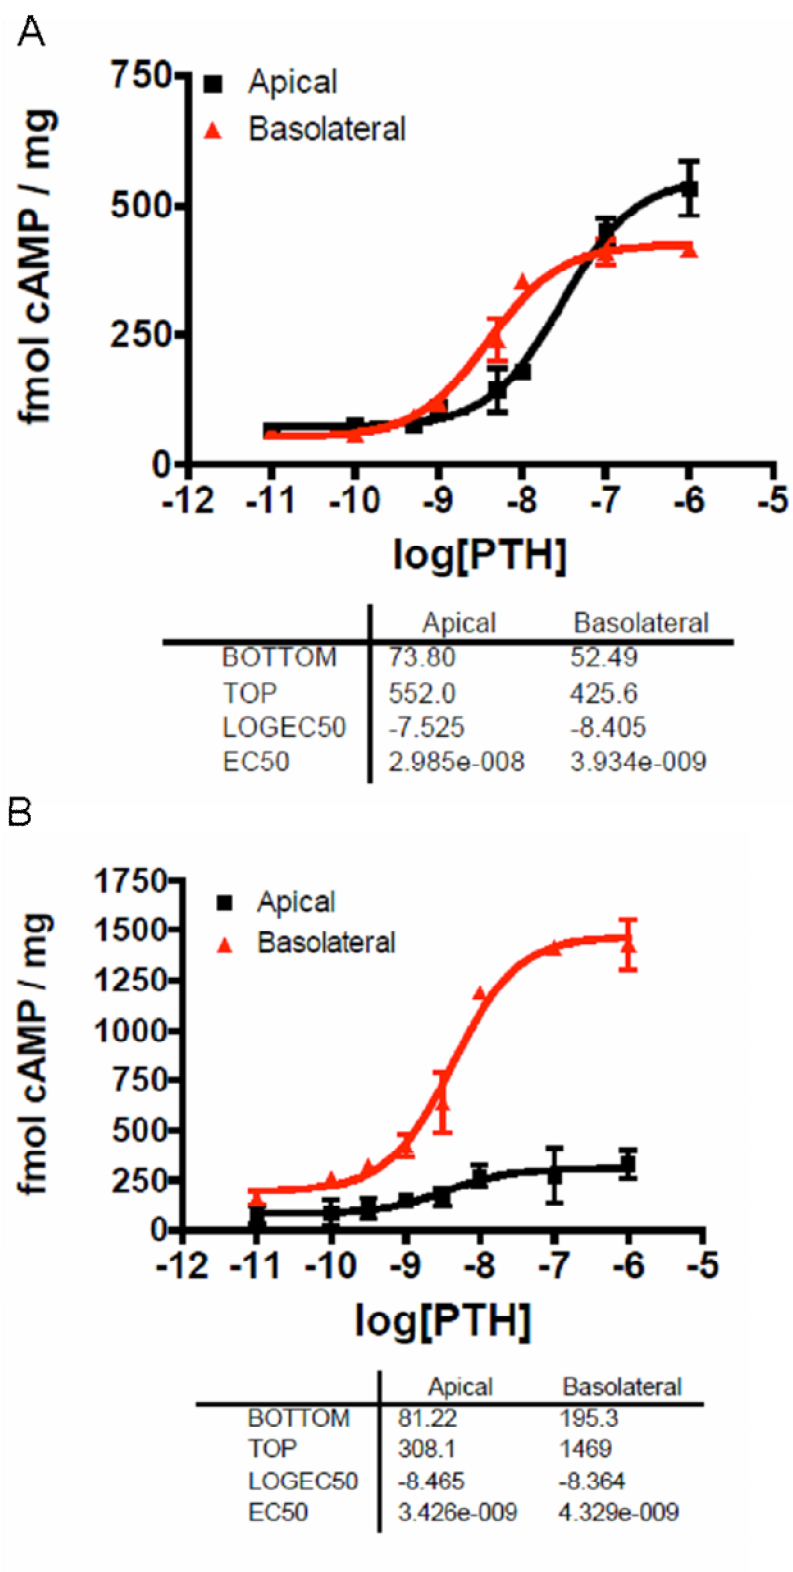 A
750
Apical
Basolateral
500
250
0
fmol cAMP / mg
-12 -11 -10 -9 -8 -7 -6 -5
log[PTH]
Apical Basolateral
BOTTOM 73.80 52.49
TOP 552.0 425.6
LOGEC50 -7.525 -8.405
EC50 2.985e-008 3.934e-009
B
1750
Apical
1500
Basolateral
1250
1000
750
500
250
0
fmol cAMP / mg
-12 -11 -10 -9 -8 -7 -6 -5
log[PTH]
Apical Basolateral
BOTTOM 81.22 195.3
TOP 308.1 1469
LOGEC50 -8.465 -8.364
EC50 3.426e-009 4.329e-009